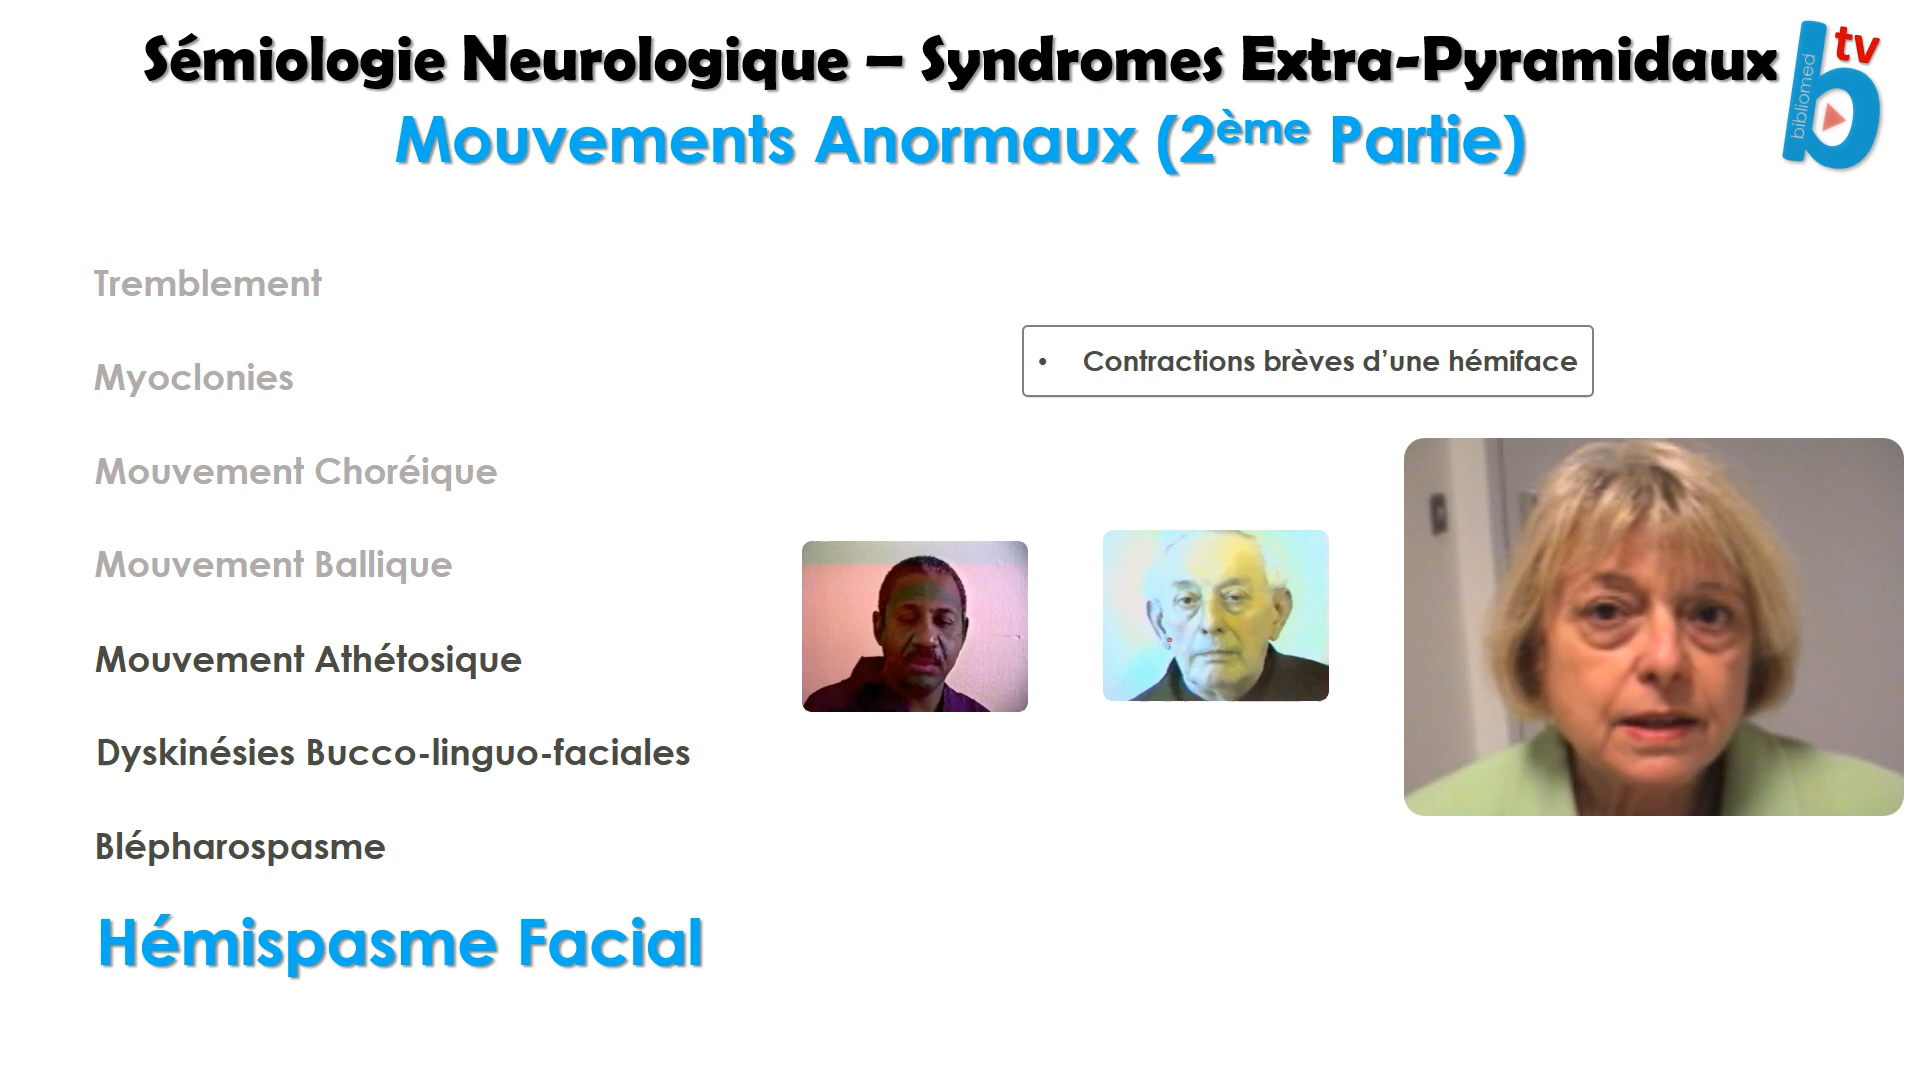 Sémiologie Neurologique – Syndromes Extra-Pyramidaux
Mouvements Anormaux (2ème Partie)
tv
bibliomed
Tremblement
Myoclonies
Mouvement Choréique
Mouvement Ballique
Mouvement Athétosique
Dyskinésies Bucco-linguo-faciales
Blépharospasme
Hémispasme Facial
• Contractions brèves d’une hémiface